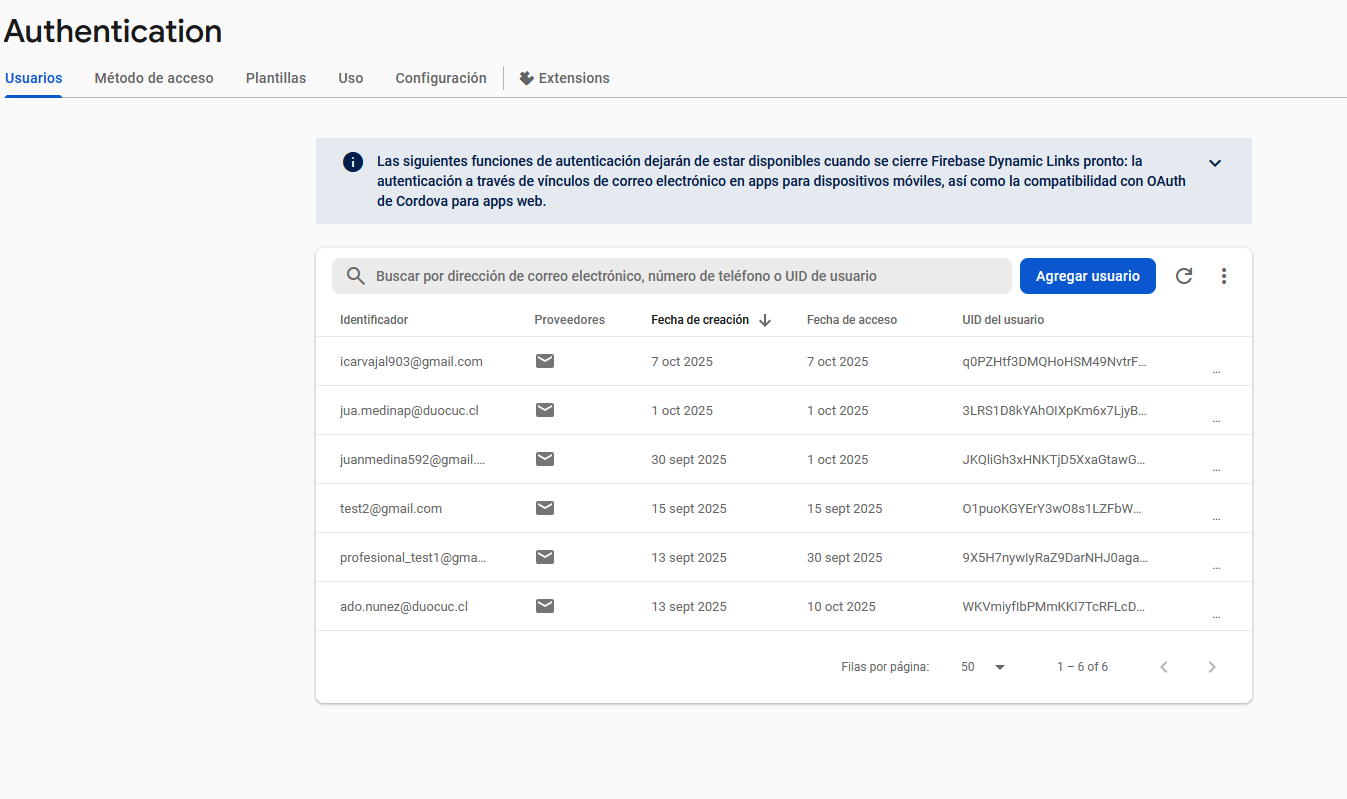 Authentication
Usuarios Método de acceso Plantillas Uso Configuración Extensions
Las siguientes funciones de autenticación dejarán de estar disponibles cuando se cierre Firebase Dynamic Links pronto: la
autenticación a través de vínculos de correo electrónico en apps para dispositivos móviles, así como la compatibilidad con OAuth
de Cordova para apps web.
Buscar por dirección de correo electrónico, número de teléfono o UID de usuario Agregar usuario
Identificador Proveedores Fecha de creación Fecha de acceso UID del usuario
icarvajal903@gmail.com 7 oct 2025 7 oct 2025 q0PZHtf3DMQHoHSM49NvtrF... ...
jua.medinap@duocuc.cl 1 oct 2025 1 oct 2025 3LRS1D8kYAhOIXpKm6x7LjyB... ...
juanmedina592@gmail.... 30 sept 2025 1 oct 2025 JKQliGh3xHNKTjD5XxaGtawG... ...
test2@gmail.com 15 sept 2025 15 sept 2025 O1puoKGYErY3wO8s1LZFbW... ...
profesional_test1@gma... 13 sept 2025 30 sept 2025 9X5H7nywIyRaZ9DarNHJ0aga... ...
ado.nunez@duocuc.cl 13 sept 2025 10 oct 2025 WKVmiyfIbPMmKKI7TcRFLcD... ...
Filas por página: 50 1 – 6 of 6